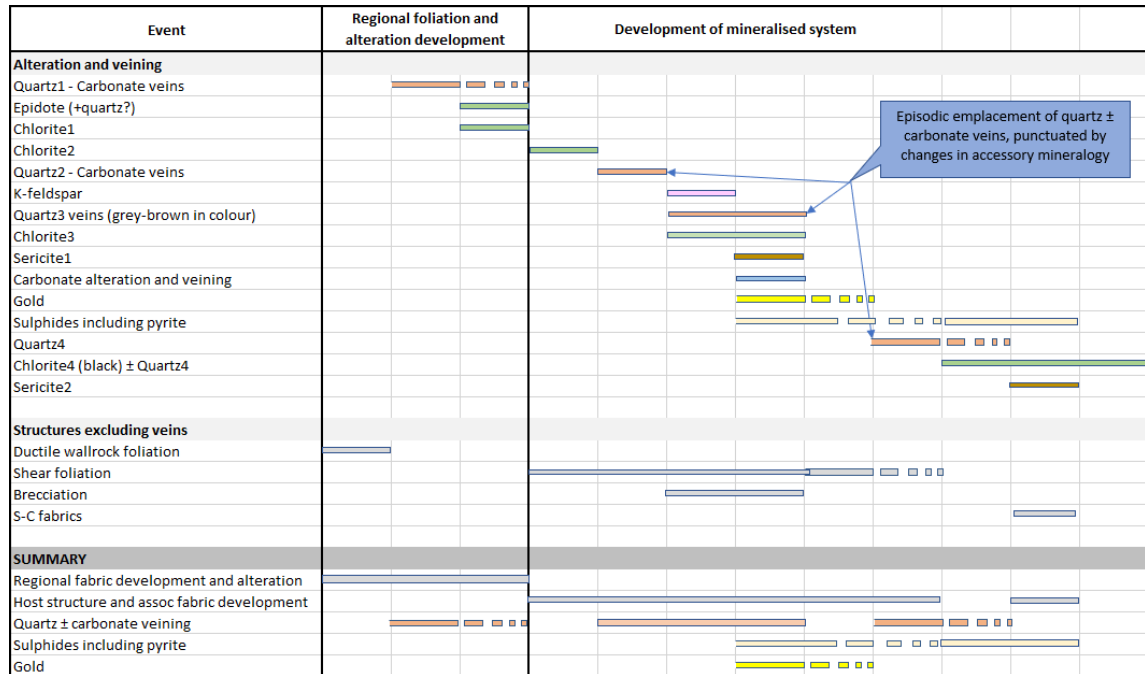 Event
Regional foliation and
alteration development
Development of mineralised system
Alteration and veining
Quartz1 - Carbonate veins
Epidote (+quartz?)
Chlorite1
Chlorite2
Quartz2 - Carbonate veins
K-feldspar
Quartz3 veins (grey-brown in colour)
Chlorite3
Sericite1
Carbonate alteration and veining
Gold
Sulphides including pyrite
Quartz4
Chlorite4 (black) ± Quartz4
Sericite2
Episodic emplacement of quartz ±
carbonate veins, punctuated by
changes in accessory mineralogy
Structures excluding veins
Ductile wallrock foliation
Shear foliation
Brecciation
S-C fabrics
SUMMARY
Regional fabric development and alteration
Host structure and assoc fabric development
Quartz ± carbonate veining
Sulphides including pyrite
Gold